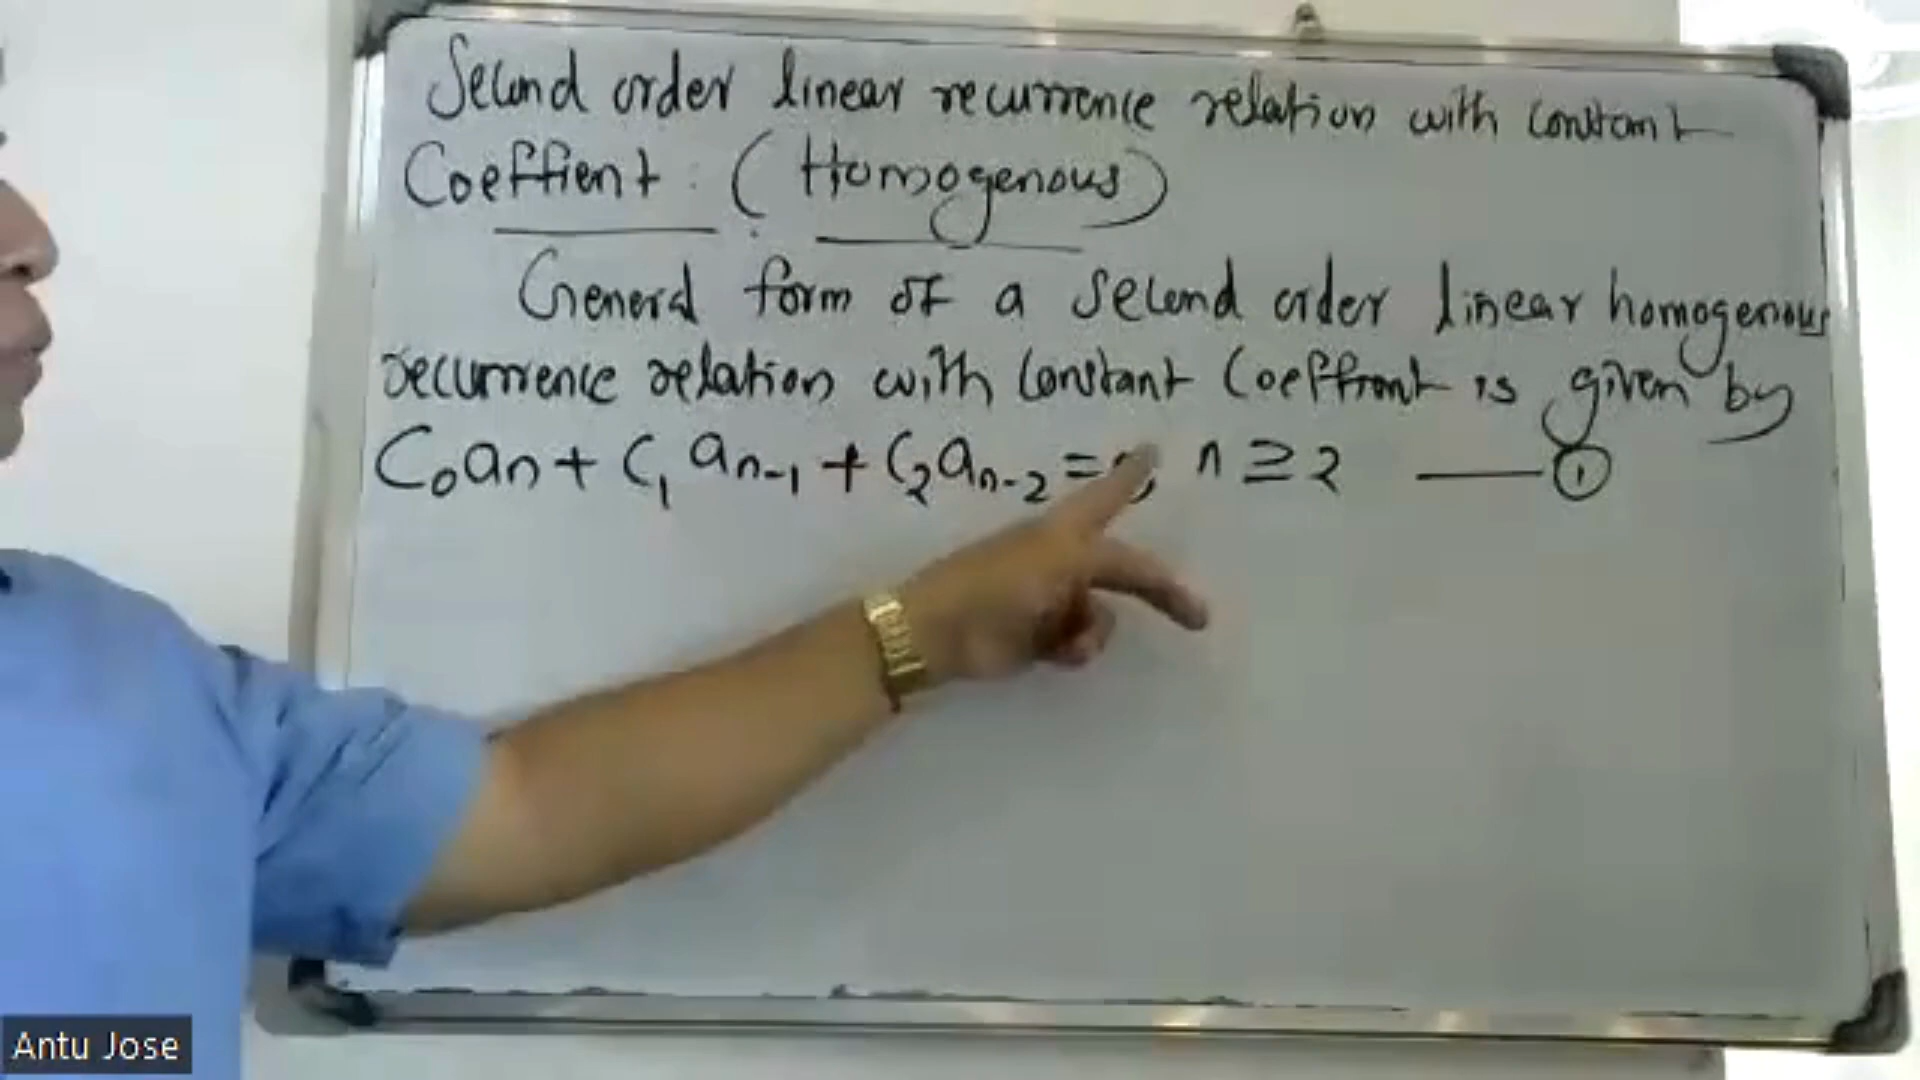 Second order linear recurrence relation with constant
Coeffient : (Homogenous)
General form of a second order linear homogenous
recurrence relation with constant Coeffient is given by
C₀aₙ + C₁aₙ₋₁ + C₂aₙ₋₂ = n ≥ 2 —— ①
Antu Jose